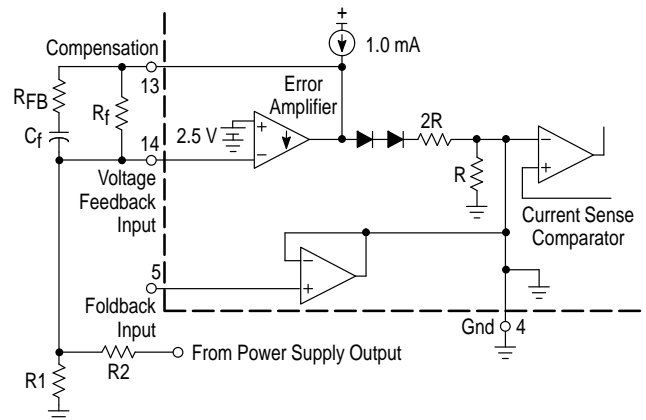 +
1.0 mA
Compensation
13
Error
Amplifier
RFB
Rf
Cf
2.5 V
+
−
2R
R
−
+
14
Voltage
Feedback
Input
Current Sense
Comparator
5
−
+
Foldback
Input
Gnd
4
From Power Supply Output
R2
R1